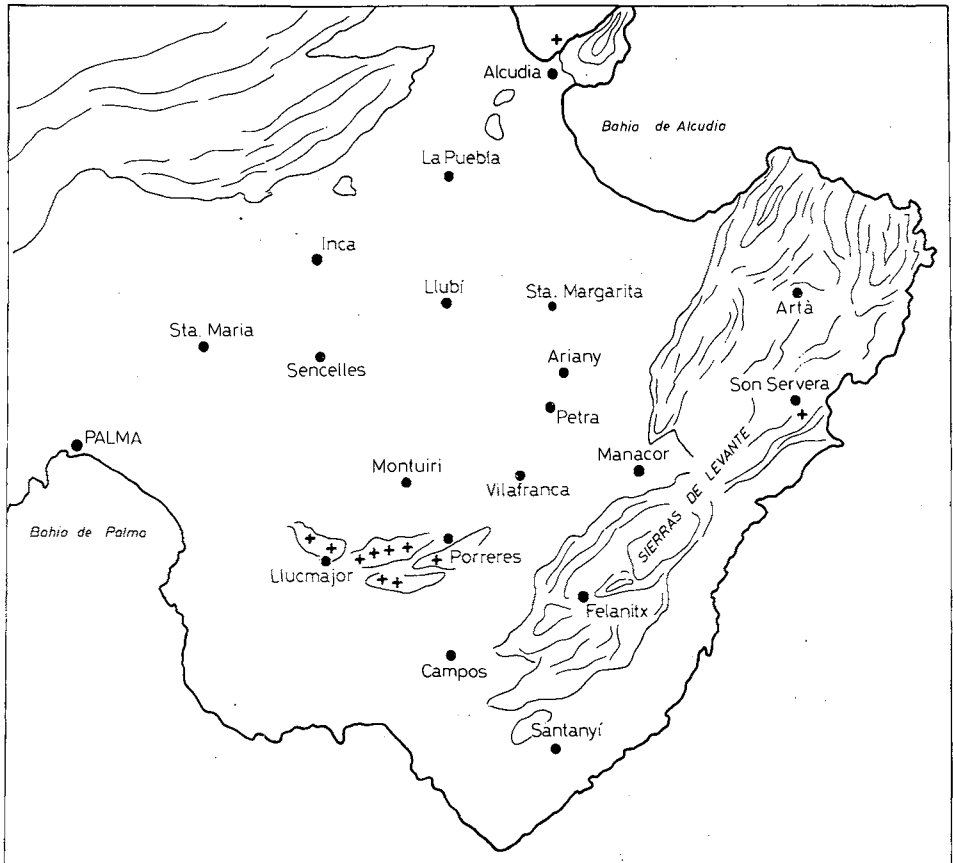 Alcudia
Bahia de Alcudia
La Puebla
Inca
Llubí
Sta. Margarita
Artà
Sta. Maria
Sencelles
Ariany
Son Servera
Petra
PALMA
Montuiri
Vilafranca
Manacor
SIERRAS DE LEVANTE
Bahia de Palma
Porreres
Llucmajor
Felanitx
Campos
Santanyí